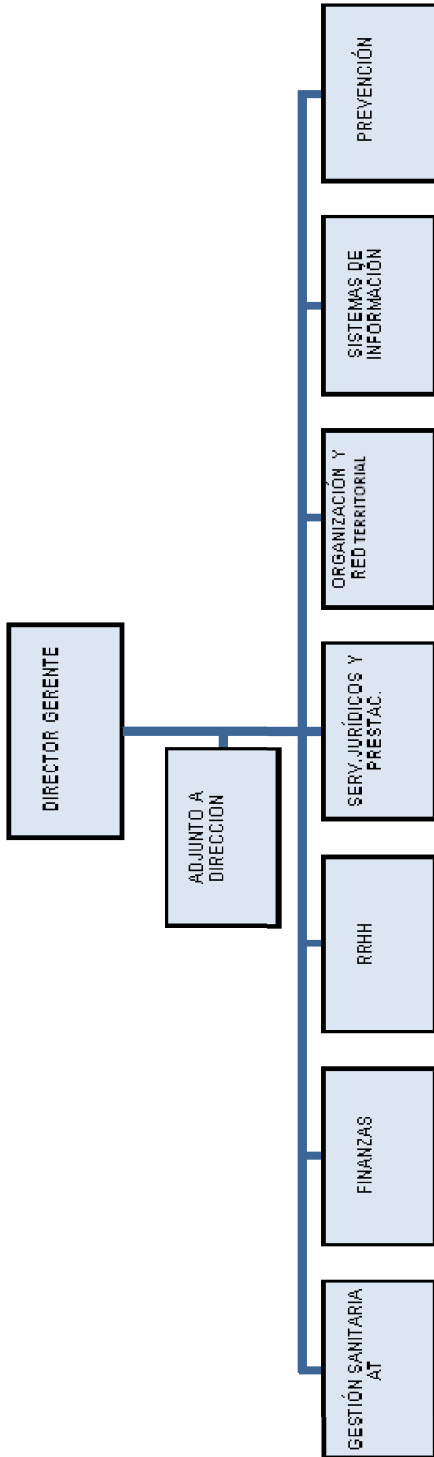 DIRECTOR GERENTE
ADJUNTO A
DIRECCION
GESTIÓN SANITARIA
AT
FINANZAS
RRHH
SERV.JURÍDICOS Y
PRESTAC.
ORGANIZACIÓN Y
RED TERRITORIAL
SISTEMAS DE
INFORMACIÓN
PREVENCIÓN